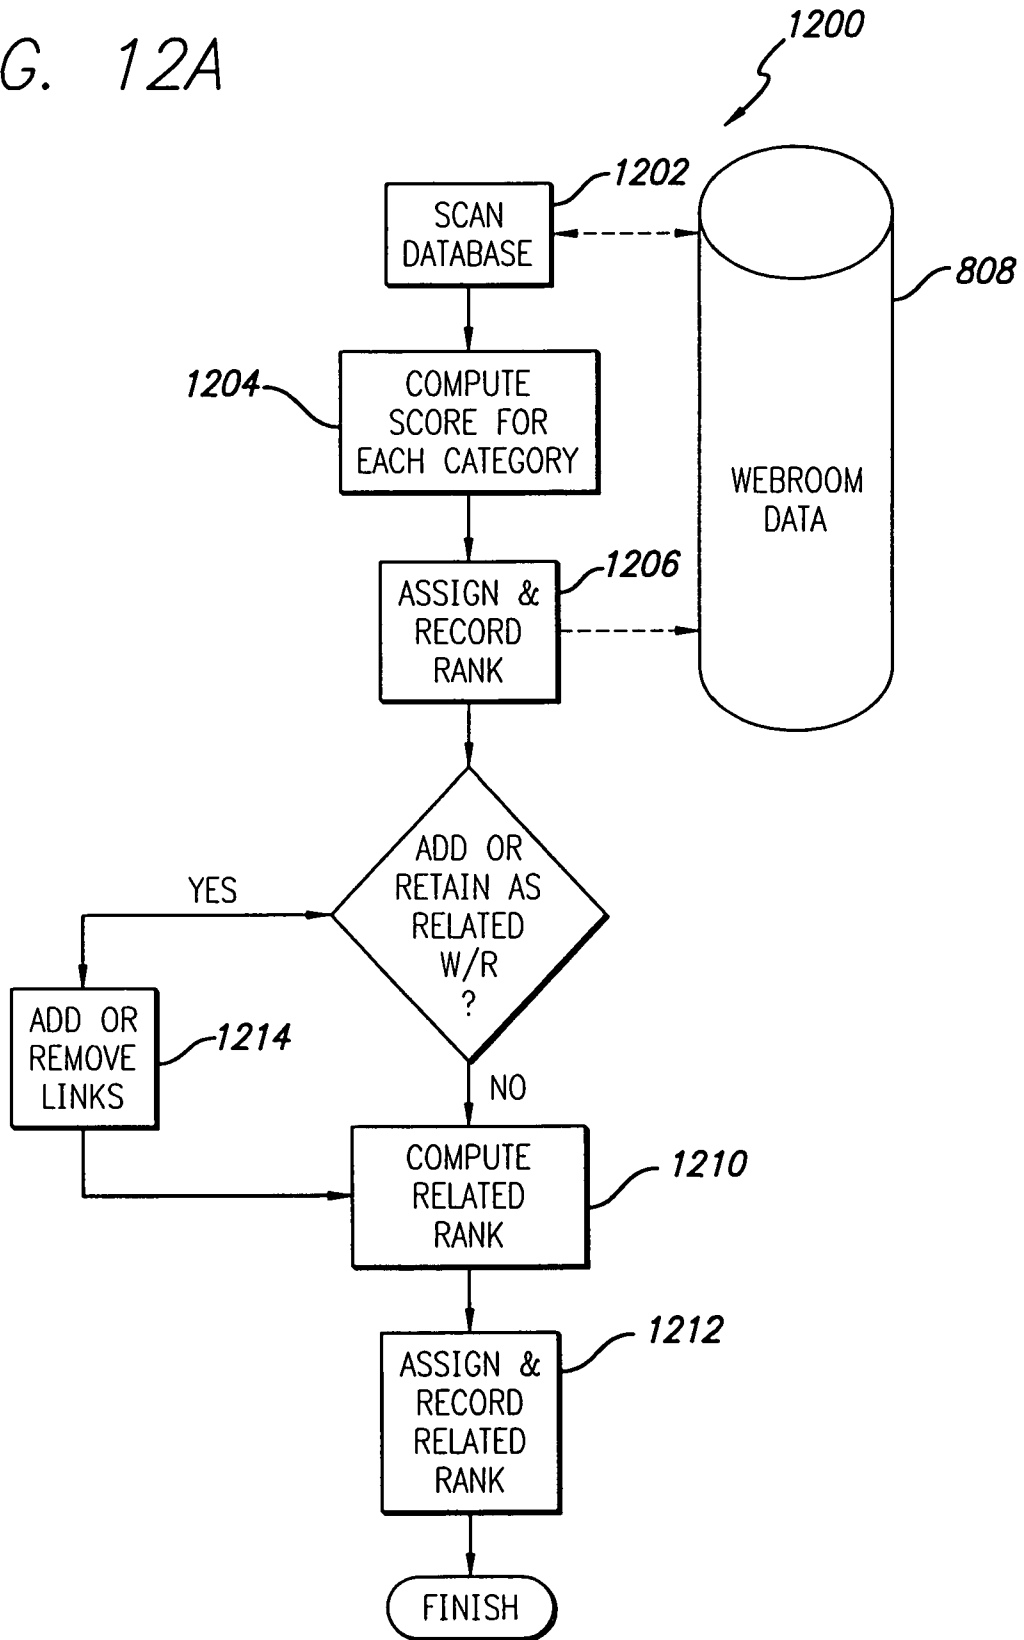 G. 12A
1200
1202
SCAN
DATABASE
808
1204
COMPUTE
SCORE FOR
EACH CATEGORY
WEBROOM
DATA
1206
ASSIGN &
RECORD
RANK
ADD OR
RETAIN AS
RELATED
W/R
?
YES
ADD OR
REMOVE
LINKS
1214
NO
COMPUTE
RELATED
RANK
1210
1212
ASSIGN &
RECORD
RELATED
RANK
FINISH